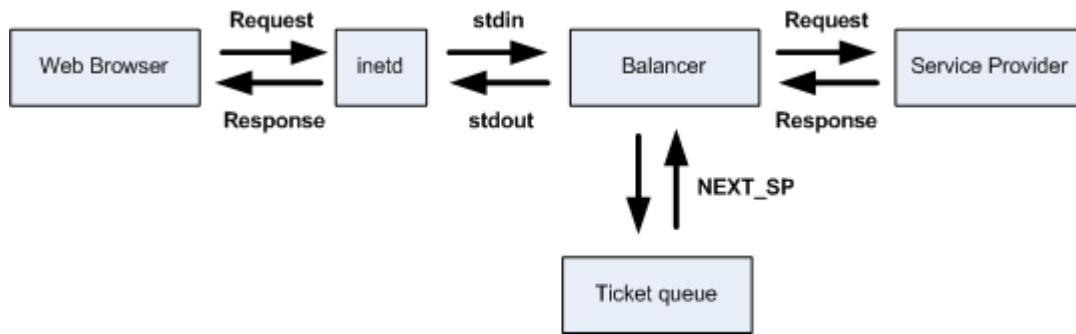 Request
stdin
Request
Web Browser
inetd
Balancer
Service Provider
Response
stdout
Response
NEXT_SP
Ticket queue